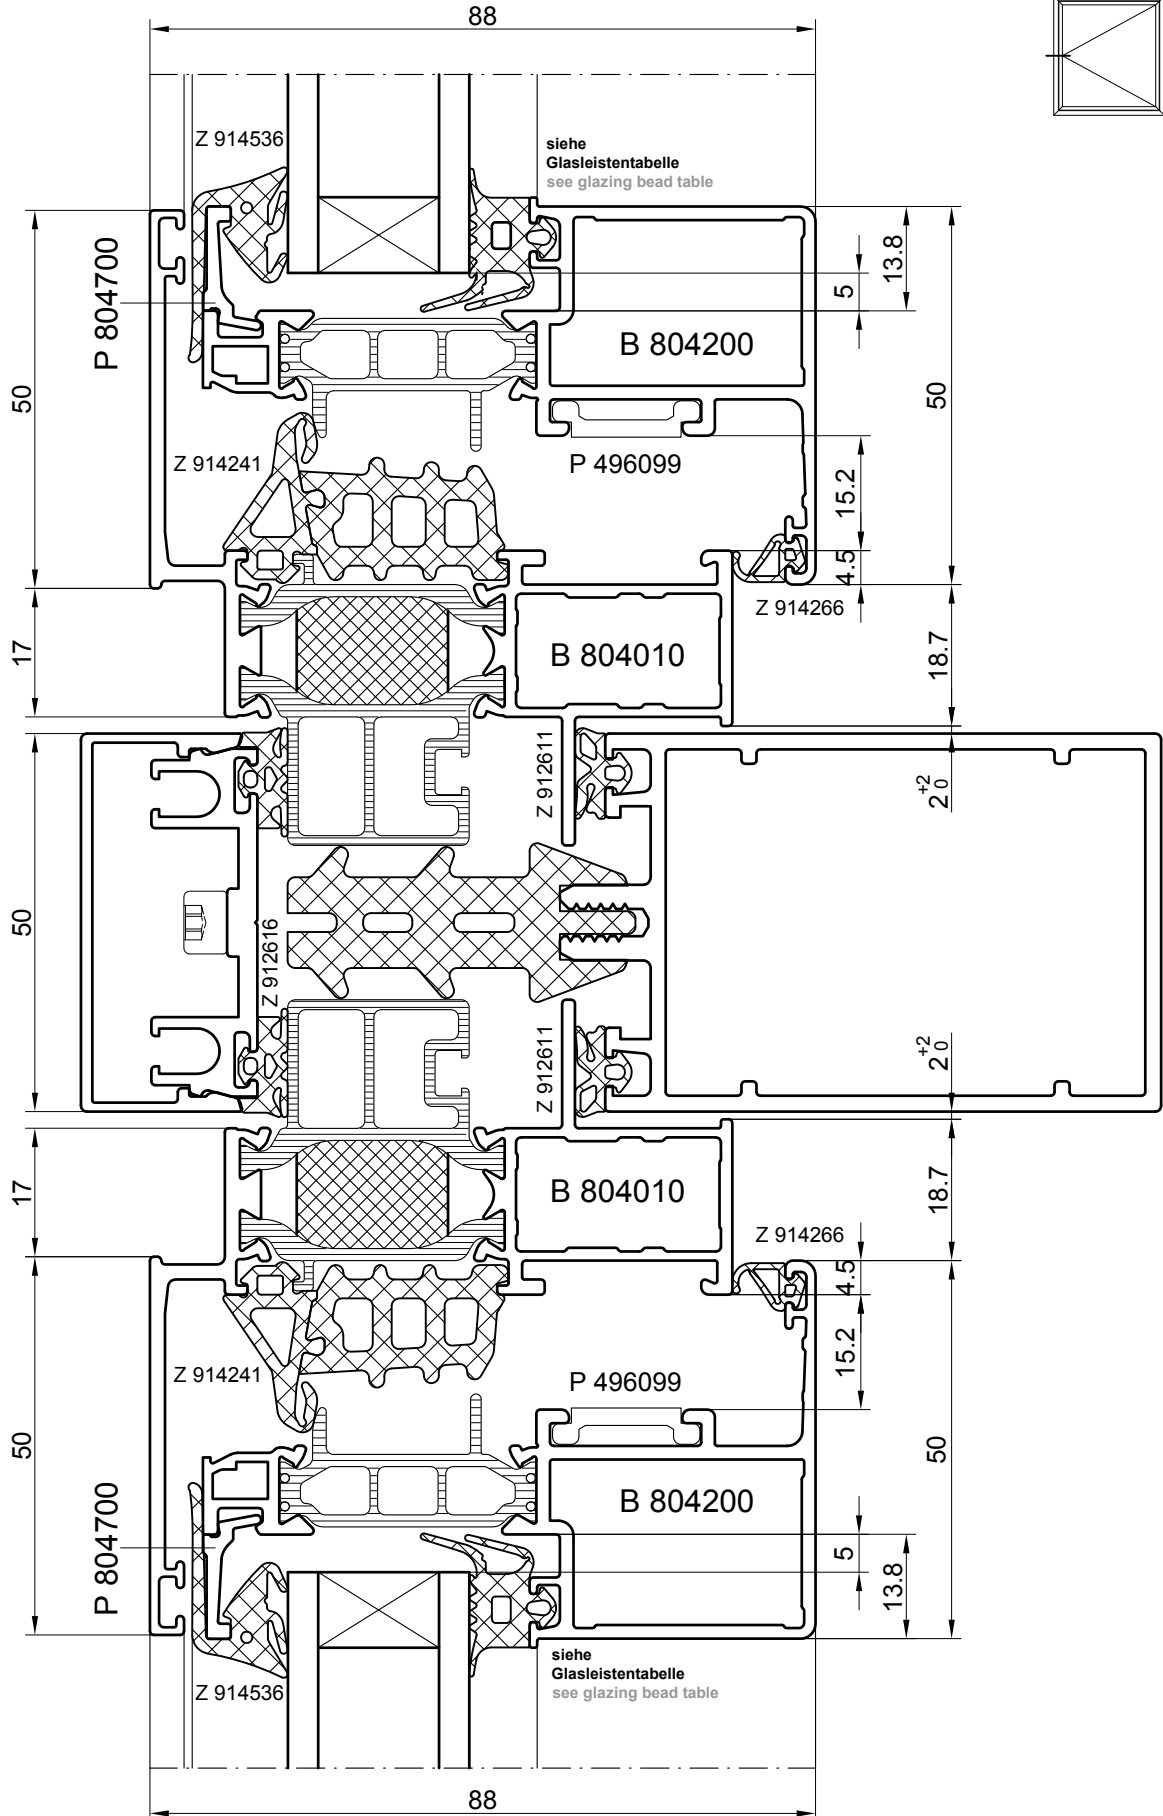 88
Z 914536
siehe
Glasleistentabelle
see glazing bead table
P 804700
50
13.8
5
B 804200
50
Z 914241
P 496099
15.2
4.5
Z 914266
17
B 804010
18.7
Z 912611
2 +2 0
50
Z 912616
Z 912611
2 +2 0
17
B 804010
18.7
Z 914266
4.5
15.2
Z 914241
P 496099
50
50
P 804700
B 804200
5
13.8
siehe
Glasleistentabelle
see glazing bead table
Z 914536
88